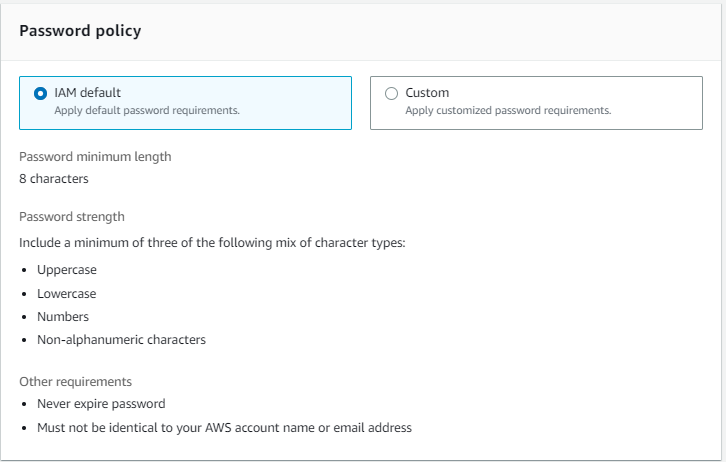 Password policy
IAM default
Apply default password requirements.
Custom
Apply customized password requirements.
Password minimum length
8 characters
Password strength
Include a minimum of three of the following mix of character types:
• Uppercase
• Lowercase
• Numbers
• Non-alphanumeric characters
Other requirements
• Never expire password
• Must not be identical to your AWS account name or email address